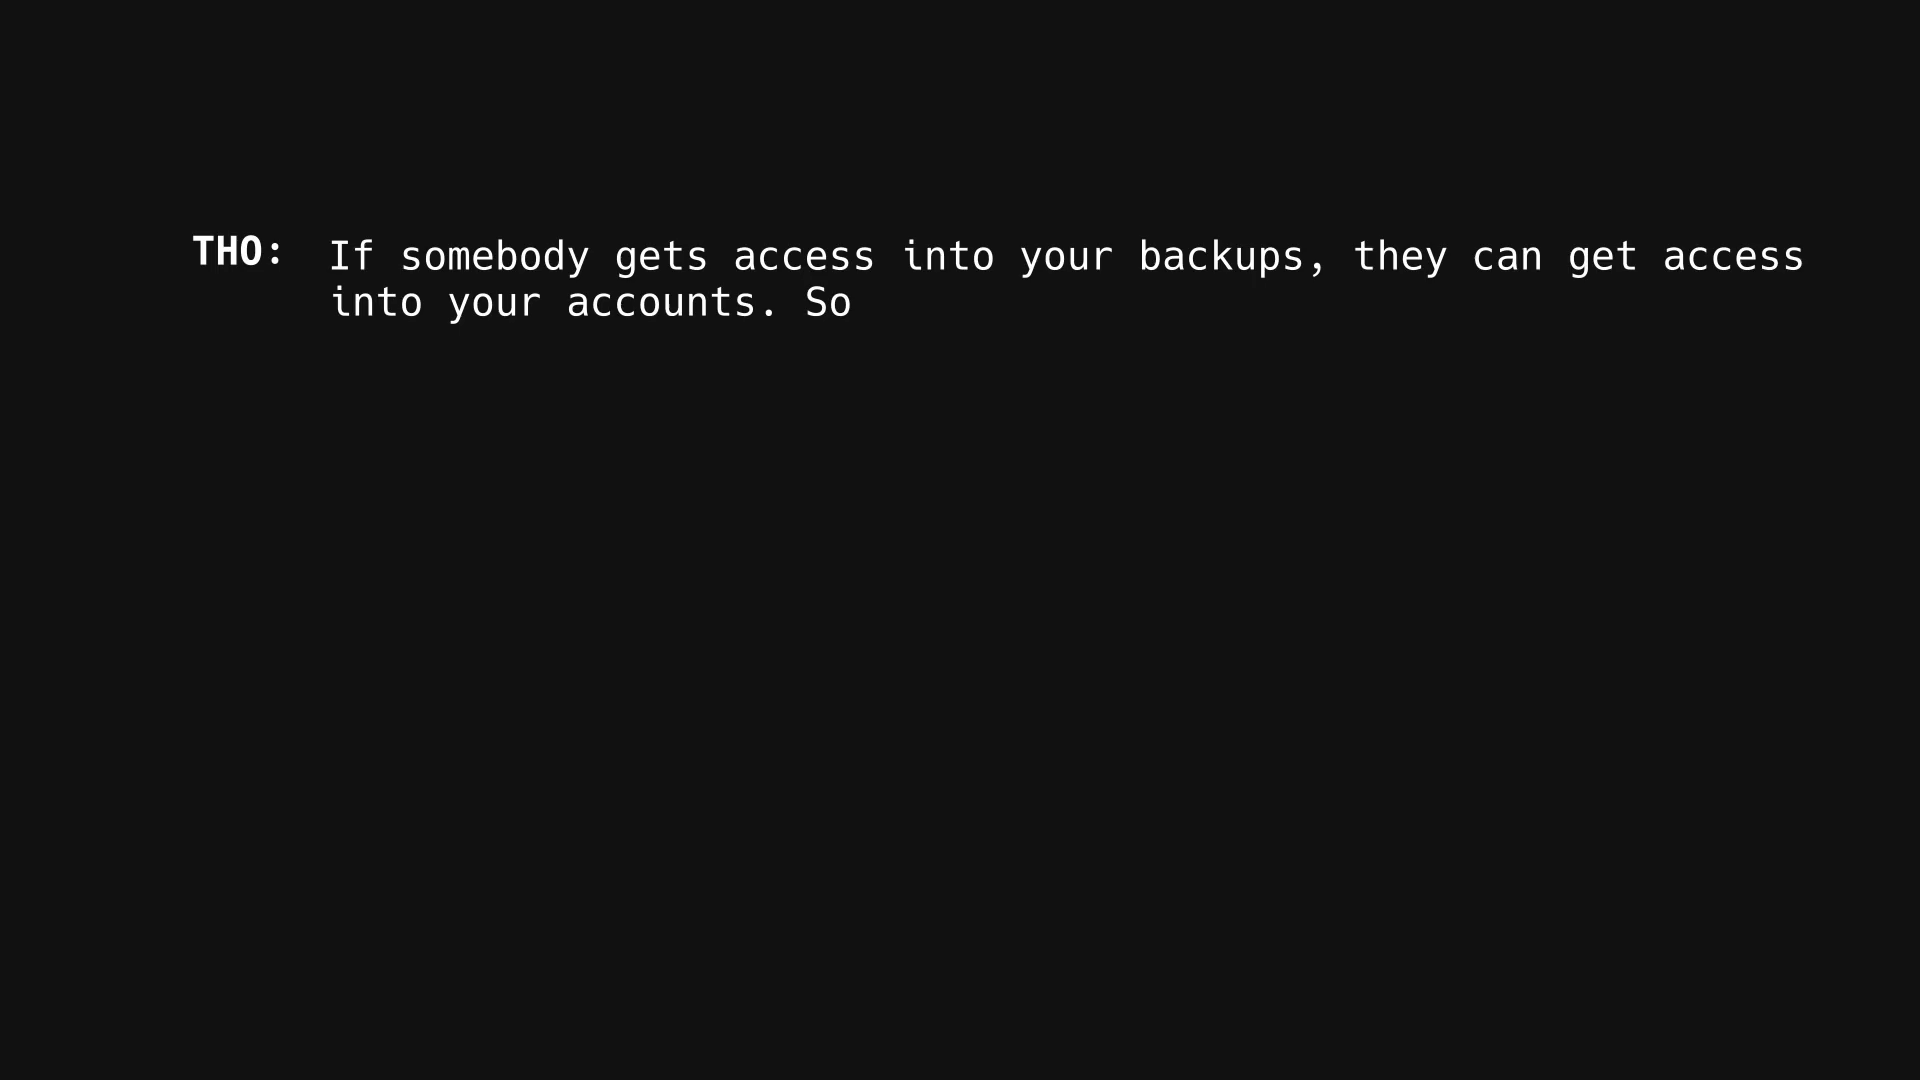 THO: If somebody gets access into your backups, they can get access
into your accounts. So